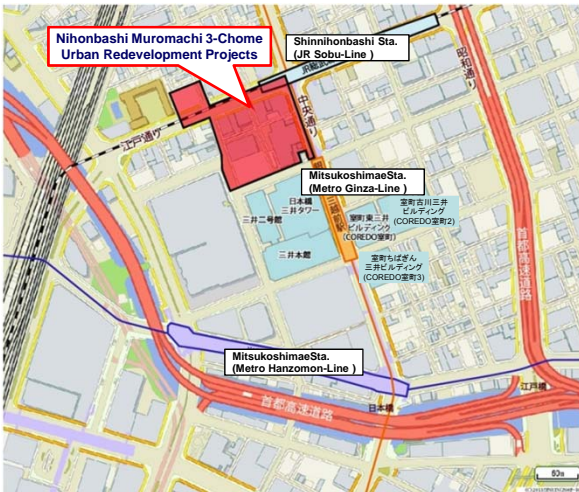 Nihonbashi Muromachi 3-Chome
Urban Redevelopment Projects
Shinnihonbashi Sta.
(JR Sobu-Line )
昭和通り
中央通り
江戸通り
MitsukoshimaeSta.
(Metro Ginza-Line )
日本橋
三井タワー
三井二号館
三井本館
室町東三井
ビルディング
(COREDO室町)
室町古川三井
ビルディング
(COREDO室町2)
室町ちばぎん
三井ビルディング
(COREDO室町3)
首都高速道路
MitsukoshimaeSta.
(Metro Hanzomon-Line )
首都高速道路
日本橋
江戸橋